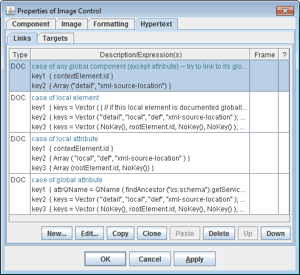 Properties of Image Control
Component Image Formatting Hypertext
Links Targets
Type Description/Expression(s) Frame ?
DOC case of any global component (except attribute) -- try to link to its glo...
key1 { contextElement.id }
key2 { Array ("detail", "xml-source-location") }
DOC case of local element
key1 { keys = Vector ( { // if this local element is documented globall...
key2 { keys = Vector ("detail", "local", "def", "xml-source-location"); ...
key3 { keys = Vector ( NoKey(), rootElement.id, NoKey(), NoKey() ); ...
DOC case of local attribute
key1 { contextElement.id }
key2 { Array ("local", "def", "xml-source-location") }
key3 { Array (rootElement.id, NoKey()) }
DOC case of global attribute
key1 { attrQName = QName ( findAncestor ("xs:schema").getServic...
key2 { keys = Vector ("detail", "local", "def", "xml-source-location"); ...
key3 { keys = Vector ( NoKey(), rootElement.id, NoKey(), NoKey() ); ...
New... Edit... Copy Clone Paste Delete Up Down
OK Cancel Apply